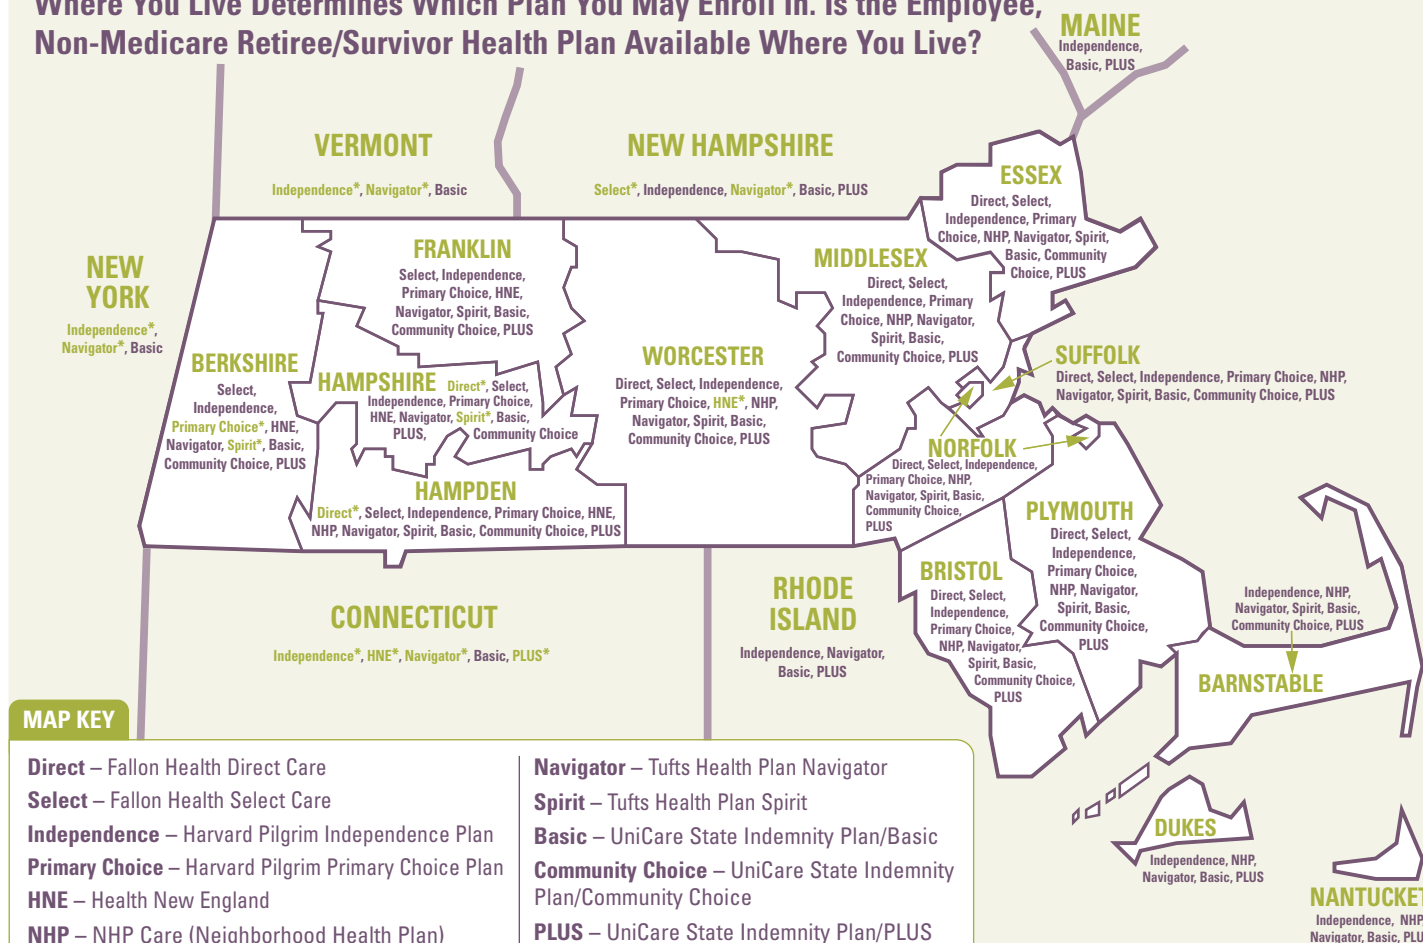 Where You Live Determines Which Plan You May Enroll In. Is the Employee,
Non-Medicare Retiree/Survivor Health Plan Available Where You Live?
MAINE
Independence,
Basic, PLUS
VERMONT
Independence*, Navigator*, Basic
NEW HAMPSHIRE
Select*, Independence, Navigator*, Basic, PLUS
ESSEX
Direct, Select,
Independence, Primary
Choice, NHP, Navigator, Spirit,
Basic, Community
Choice, PLUS
NEW
YORK
Independence*,
Navigator*, Basic
FRANKLIN
Select, Independence,
Primary Choice, HNE,
Navigator, Spirit, Basic,
Community Choice, PLUS
MIDDLESEX
Direct, Select,
Independence, Primary
Choice, NHP, Navigator,
Spirit, Basic,
Community Choice, PLUS
BERKSHIRE
Select,
Independence,
Primary Choice*, HNE,
Navigator, Spirit*, Basic,
Community Choice, PLUS
HAMPSHIRE
Direct*, Select,
Independence, Primary Choice,
HNE, Navigator, Spirit*, Basic,
PLUS, Community Choice
WORCESTER
Direct, Select, Independence,
Primary Choice, HNE*, NHP,
Navigator, Spirit, Basic,
Community Choice, PLUS
SUFFOLK
Direct, Select, Independence, Primary Choice, NHP,
Navigator, Spirit, Basic, Community Choice, PLUS
NORFOLK
Direct, Select, Independence,
Primary Choice, NHP,
Navigator, Spirit, Basic,
Community Choice,
PLUS
HAMPDEN
Direct*, Select, Independence, Primary Choice, HNE,
NHP, Navigator, Spirit, Basic, Community Choice, PLUS
PLYMOUTH
Direct, Select,
Independence,
Primary Choice,
NHP, Navigator,
Spirit, Basic,
Community Choice,
PLUS
BRISTOL
Direct, Select,
Independence,
Primary Choice,
NHP, Navigator,
Spirit, Basic,
Community Choice,
PLUS
CONNECTICUT
Independence*, HNE*, Navigator*, Basic, PLUS*
RHODE
ISLAND
Independence, Navigator,
Basic, PLUS
Independence, NHP,
Navigator, Spirit, Basic,
Community Choice, PLUS
BARNSTABLE
DUKES
Independence, NHP,
Navigator, Basic, PLUS
NANTUCKET
Independence, NHP
Navigator, Basic, PLU
MAP KEY
Direct – Fallon Health Direct Care
Select – Fallon Health Select Care
Independence – Harvard Pilgrim Independence Plan
Primary Choice – Harvard Pilgrim Primary Choice Plan
HNE – Health New England
NHP – NHP Care (Neighborhood Health Plan)
Navigator – Tufts Health Plan Navigator
Spirit – Tufts Health Plan Spirit
Basic – UniCare State Indemnity Plan/Basic
Community Choice – UniCare State Indemnity
Plan/Community Choice
PLUS – UniCare State Indemnity Plan/PLUS